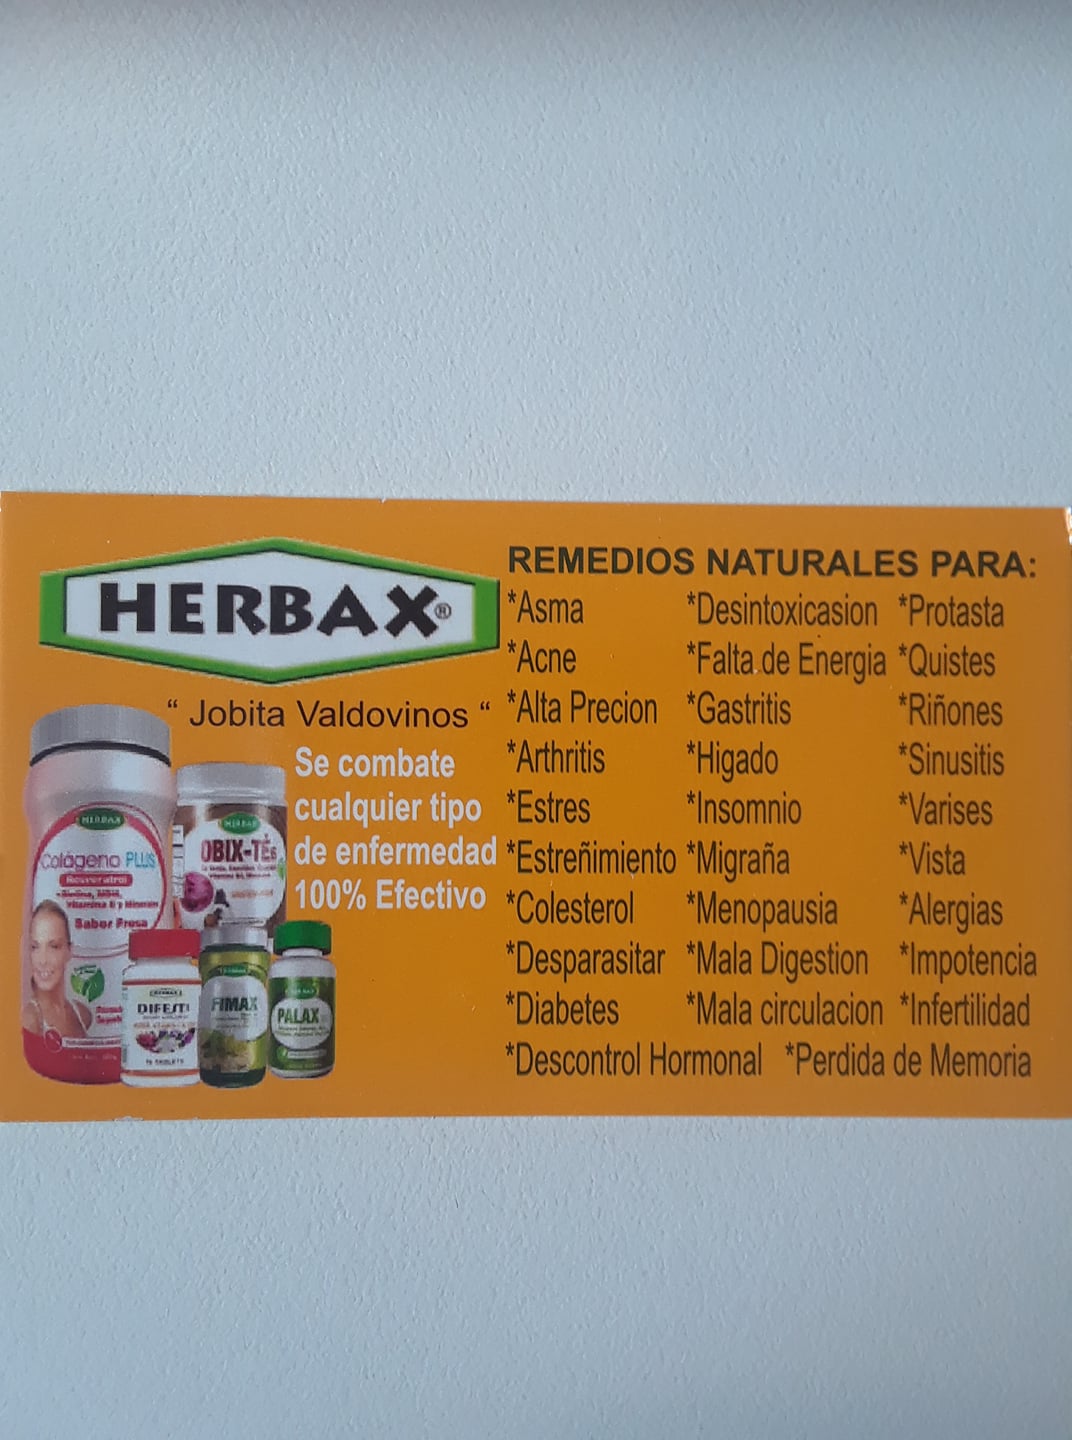 HERBAX®
“ Jobita Valdovinos “
Se combate
cualquier tipo
de enfermedad
100% Efectivo
HERBAX
Colágeno PLUS
Resveratrol
Sabor Fresa
HERBAX
OBIX-TÉ
DIFESTI
FIMAX
PALAX
REMEDIOS NATURALES PARA:
*Asma *Desintoxicasion *Protasta
*Acne *Falta de Energia *Quistes
*Alta Precion *Gastritis *Riñones
*Arthritis *Higado *Sinusitis
*Estres *Insomnio *Varises
*Estreñimiento *Migraña *Vista
*Colesterol *Menopausia *Alergias
*Desparasitar *Mala Digestion *Impotencia
*Diabetes *Mala circulacion *Infertilidad
*Descontrol Hormonal *Perdida de Memoria